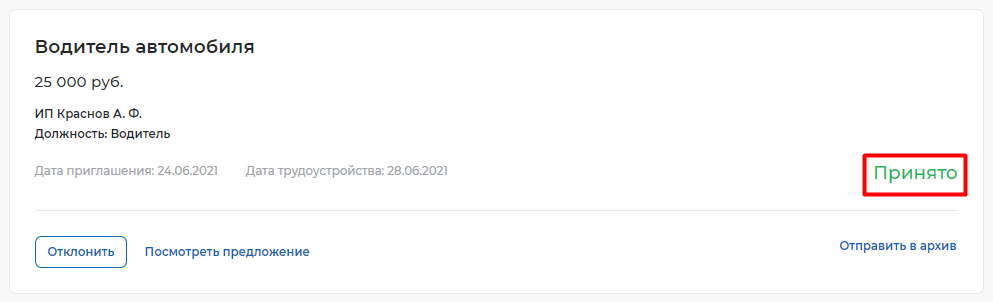 Водитель автомобиля
25 000 руб.
ИП Краснов А. Ф.
Должность: Водитель
Дата приглашения: 24.06.2021 Дата трудоустройства: 28.06.2021 Принято
Отклонить Посмотреть предложение Отправить в архив